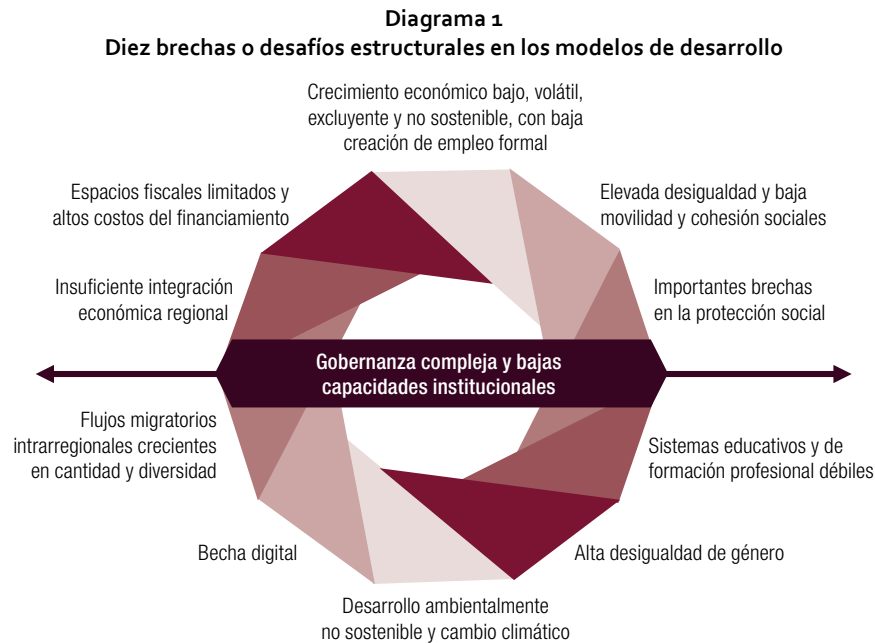 Diagrama 1
Diez brechas o desafíos estructurales en los modelos de desarrollo
Crecimiento económico bajo, volátil,
excluyente y no sostenible, con baja
creación de empleo formal
Espacios fiscales limitados y
altos costos del financiamiento
Elevada desigualdad y baja
movilidad y cohesión sociales
Insuficiente integración
económica regional
Importantes brechas
en la protección social
Gobernanza compleja y bajas
capacidades institucionales
Flujos migratorios
intrarregionales crecientes
en cantidad y diversidad
Sistemas educativos y de
formación profesional débiles
Becha digital
Alta desigualdad de género
Desarrollo ambientalmente
no sostenible y cambio climático